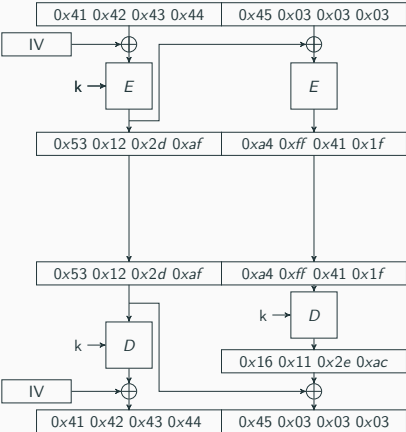 0x41 0x42 0x43 0x44 0x45 0x03 0x03 0x03
IV
k E E
0x53 0x12 0x2d 0xaf 0xa4 0xff 0x41 0x1f
0x53 0x12 0x2d 0xaf 0xa4 0xff 0x41 0x1f
k D
k D
0x16 0x11 0x2e 0xac
IV
0x41 0x42 0x43 0x44 0x45 0x03 0x03 0x03